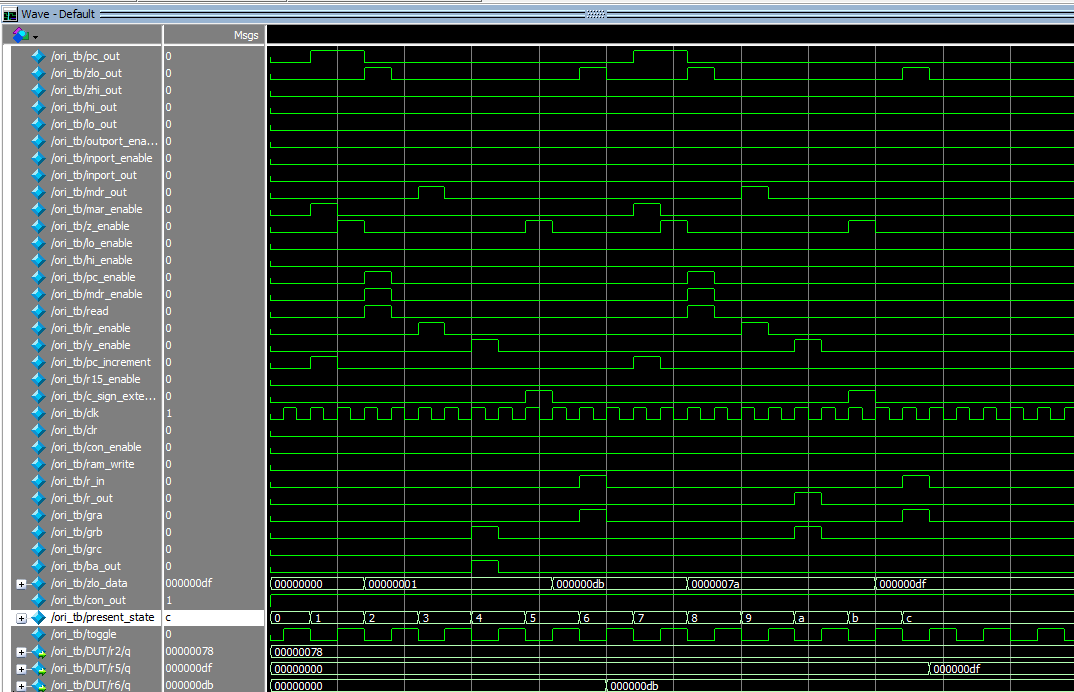 Wave - Default
Msgs
/ori_tb/pc_out 0
/ori_tb/zlo_out 0
/ori_tb/zhi_out 0
/ori_tb/hi_out 0
/ori_tb/lo_out 0
/ori_tb/outport_ena... 0
/ori_tb/inport_enable 0
/ori_tb/inport_out 0
/ori_tb/mdr_out 0
/ori_tb/mar_enable 0
/ori_tb/z_enable 0
/ori_tb/lo_enable 0
/ori_tb/hi_enable 0
/ori_tb/pc_enable 0
/ori_tb/mdr_enable 0
/ori_tb/read 0
/ori_tb/ir_enable 0
/ori_tb/y_enable 0
/ori_tb/pc_increment 0
/ori_tb/r15_enable 0
/ori_tb/c_sign_exte... 0
/ori_tb/clk 1
/ori_tb/clr 0
/ori_tb/con_enable 0
/ori_tb/ram_write 0
/ori_tb/r_in 0
/ori_tb/r_out 0
/ori_tb/gra 0
/ori_tb/grb 0
/ori_tb/grc 0
/ori_tb/ba_out 0
/ori_tb/zlo_data 000000df 00000000 00000001 000000db 0000007a 000000df
/ori_tb/con_out 1
/ori_tb/present_state c 0 1 2 3 4 5 6 7 8 9 a b c
/ori_tb/toggle 0
/ori_tb/DUT/r2/q 00000078 00000078
/ori_tb/DUT/r5/q 000000df 00000000 000000df
/ori_tb/DUT/r6/q 000000db 00000000 000000db